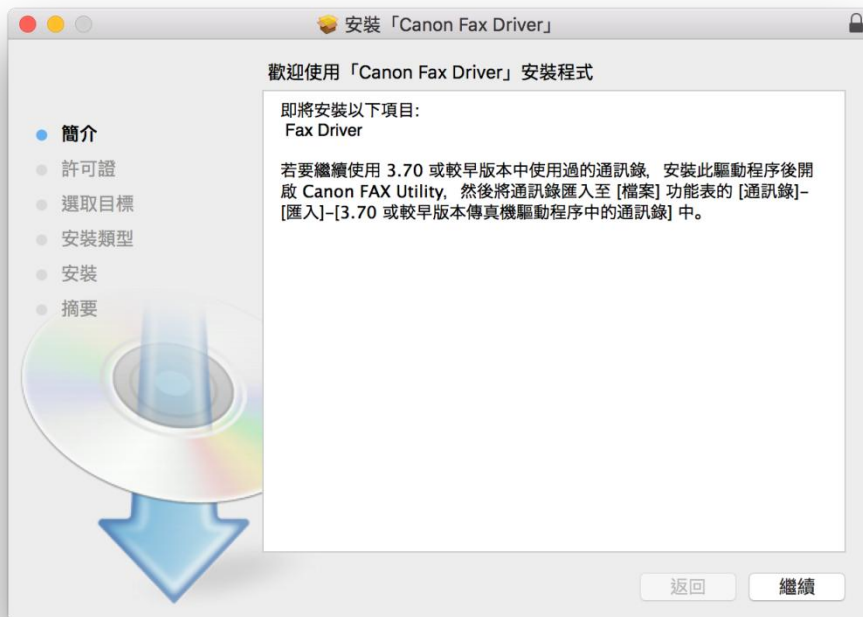 安裝「Canon Fax Driver」
歡迎使用「Canon Fax Driver」安裝程式
簡介
許可證
選取目標
安裝類型
安裝
摘要
即將安裝以下項目:
Fax Driver
若要繼續使用 3.70 或較早版本中使用過的通訊錄，安裝此驅動程序後開
啟 Canon FAX Utility，然後將通訊錄匯入至 [檔案] 功能表的 [通訊錄]-
[匯入]-[3.70 或較早版本傳真機驅動程序中的通訊錄] 中。
返回
繼續